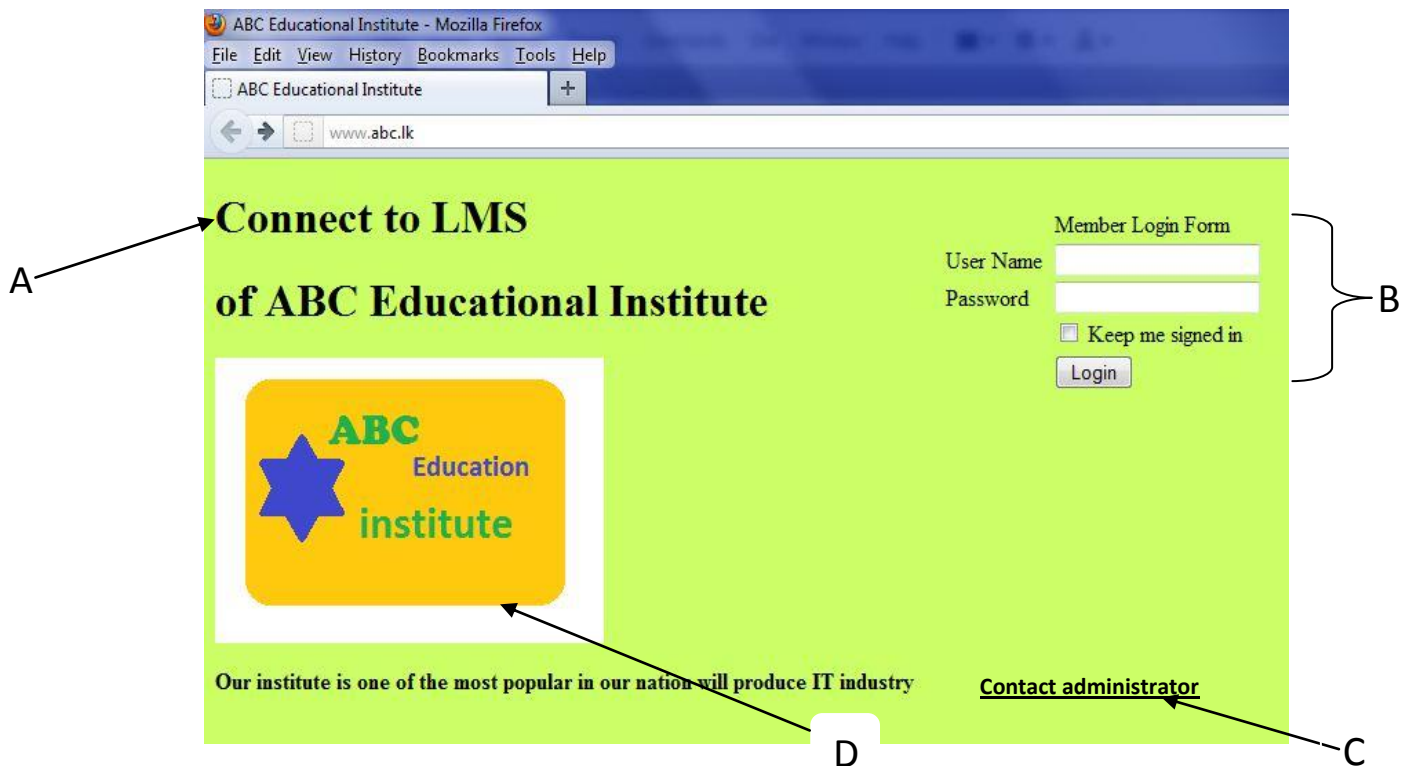 ABC Educational Institute - Mozilla Firefox
File Edit View History Bookmarks Tools Help
ABC Educational Institute +
www.abc.lk
A
Connect to LMS
of ABC Educational Institute
Member Login Form
User Name
Password
Keep me signed in
Login
B
ABC
Education
institute
Our institute is one of the most popular in our nation will produce IT industry
Contact administrator
D
C